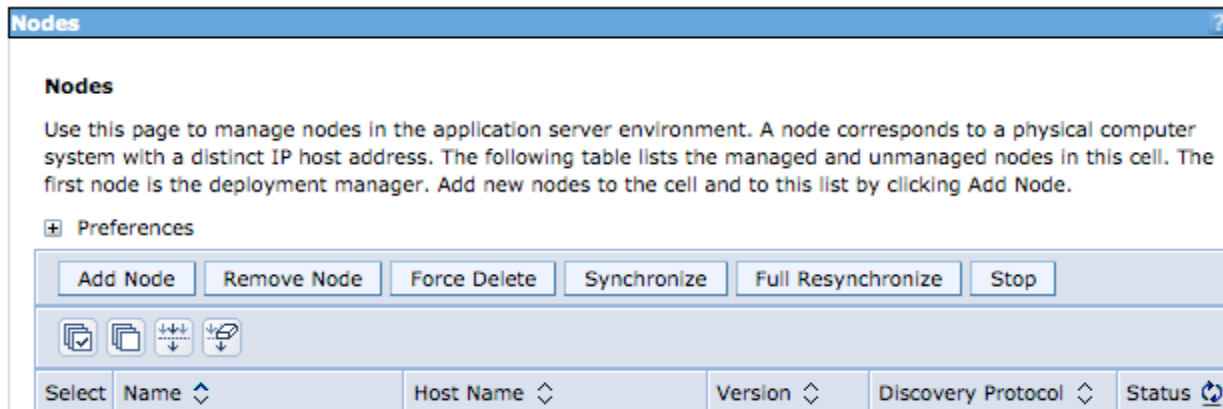 Nodes
?
Nodes
Use this page to manage nodes in the application server environment. A node corresponds to a physical computer
system with a distinct IP host address. The following table lists the managed and unmanaged nodes in this cell. The
first node is the deployment manager. Add new nodes to the cell and to this list by clicking Add Node.
Preferences
Add Node Remove Node Force Delete Synchronize Full Resynchronize Stop
Select Name Host Name Version Discovery Protocol Status